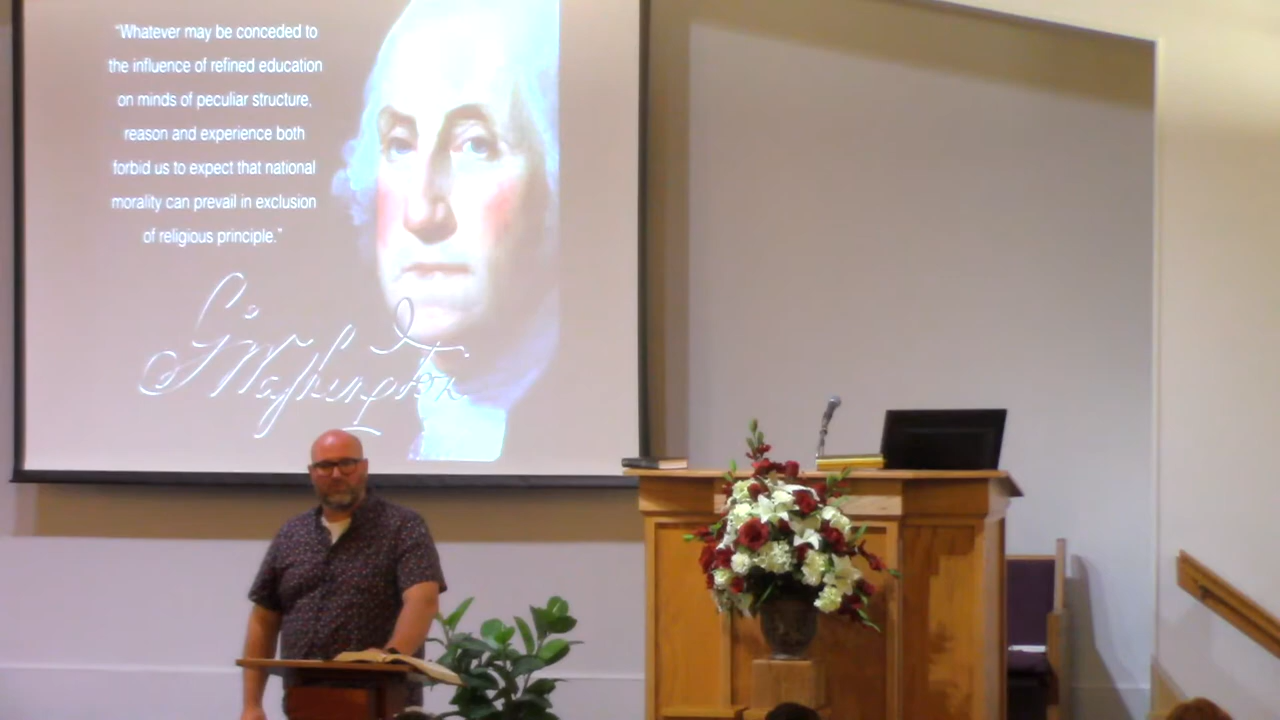 “Whatever may be conceded to
the influence of refined education
on minds of peculiar structure,
reason and experience both
forbid us to expect that national
morality can prevail in exclusion
of religious principle.”
G Washington